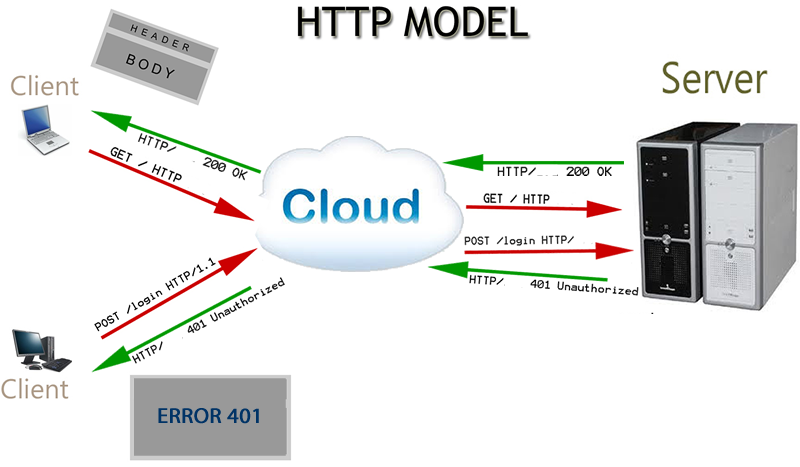 HTTP MODEL
HEADER
BODY
Client
Server
HTTP/ 200 OK
GET / HTTP
Cloud
HTTP/ 200 OK
GET / HTTP
POST /login HTTP/
HTTP/ 401 Unauthorized
POST /login HTTP/1.1
HTTP/ 401 Unauthorized
Client
ERROR 401